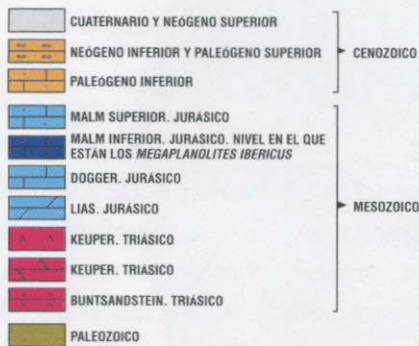 CUATERNARIO Y NEÓGENO SUPERIOR
NEÓGENO INFERIOR Y PALEÓGENO SUPERIOR
PALEÓGENO INFERIOR
CENOZOICO
MALM SUPERIOR. JURÁSICO
MALM INFERIOR. JURÁSICO. NIVEL EN EL QUE
ESTÁN LOS MEGAPLANOLITES IBERICUS
DOGGER. JURÁSICO
LIAS. JURÁSICO
KEUPER. TRIÁSICO
KEUPER. TRIÁSICO
BUNTSANDSTEIN. TRIÁSICO
MESOZOICO
PALEOZOICO